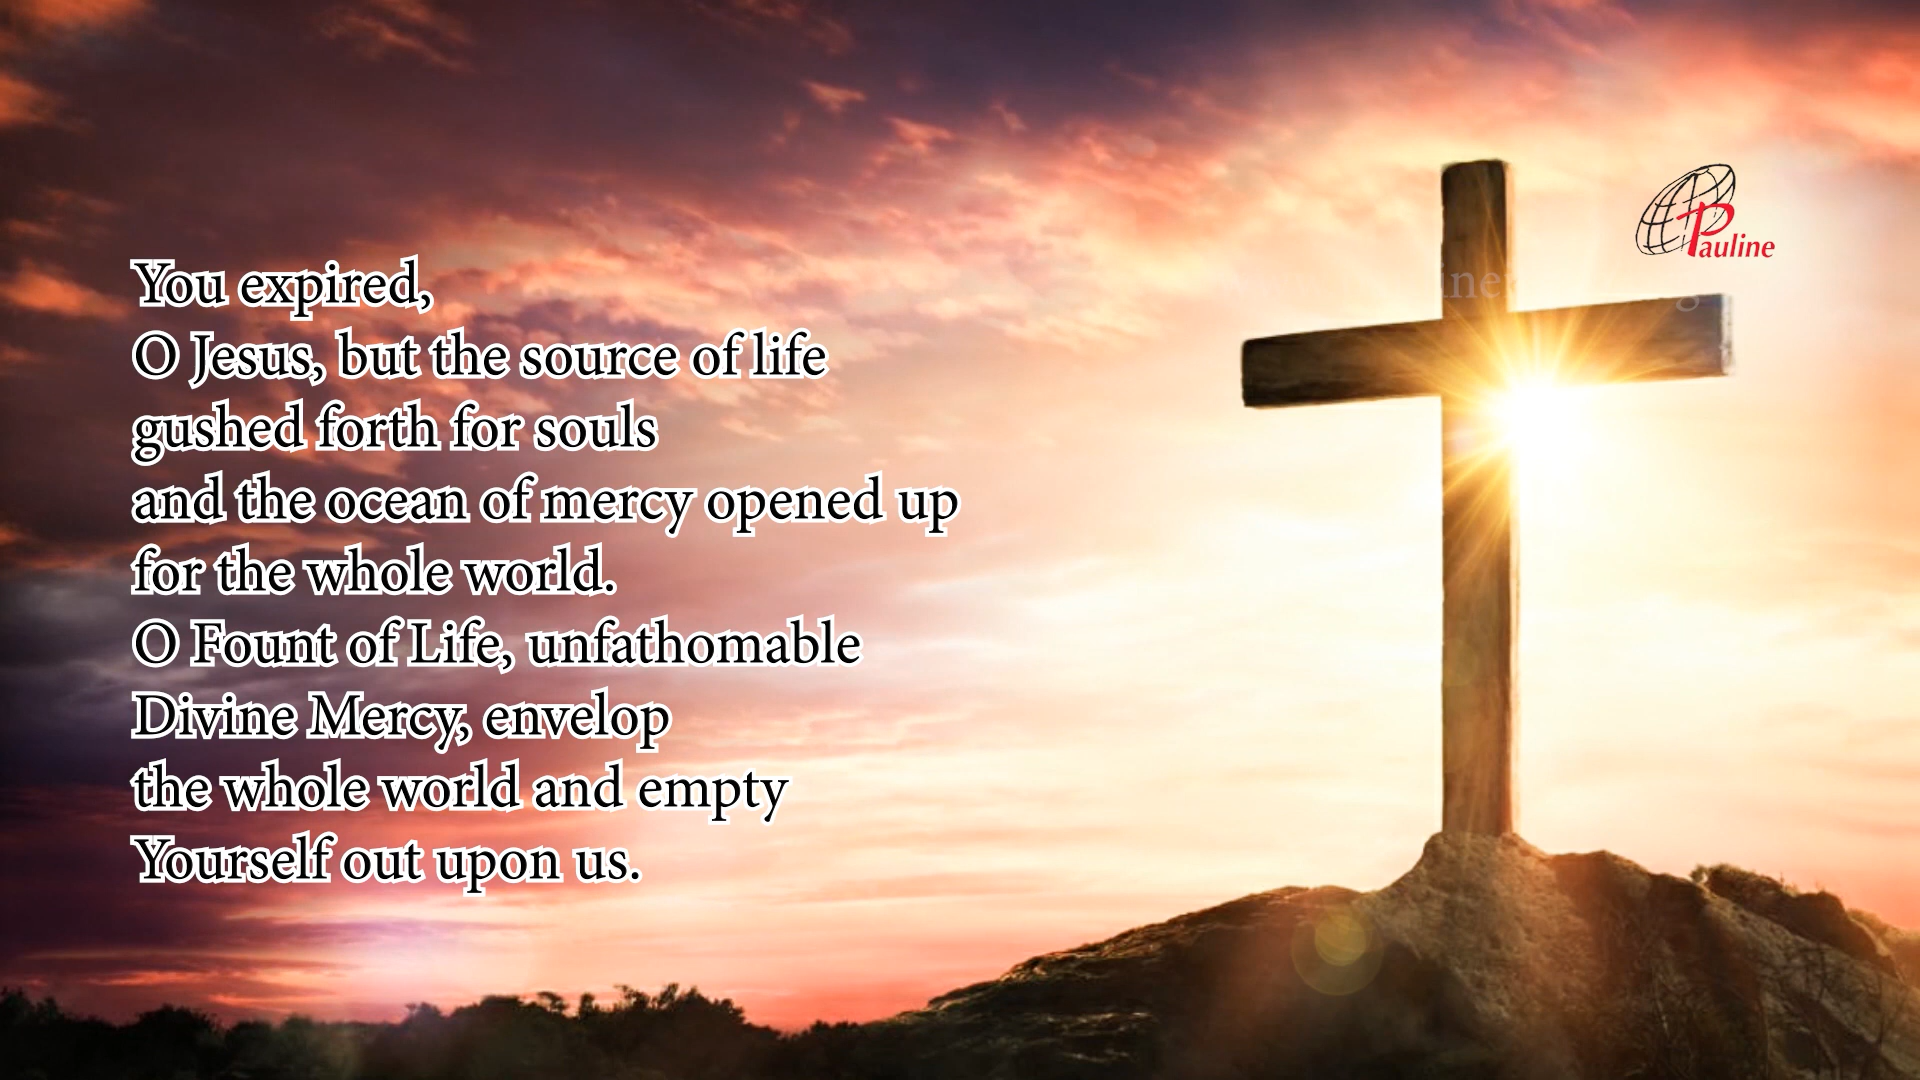 Pauline
You expired,
O Jesus, but the source of life
gushed forth for souls
and the ocean of mercy opened up
for the whole world.
O Fount of Life, unfathomable
Divine Mercy, envelop
the whole world and empty
Yourself out upon us.